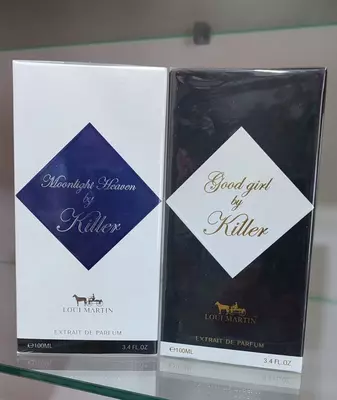 Moonlight Heaven
by
Killer
LOUI MARTIN
EXTRAIT DE PARFUM
℮100ML 3.4 FL.OZ
Good girl
by
Killer
LOUI MARTIN
EXTRAIT DE PARFUM
℮100ML 3.4 FL.OZ